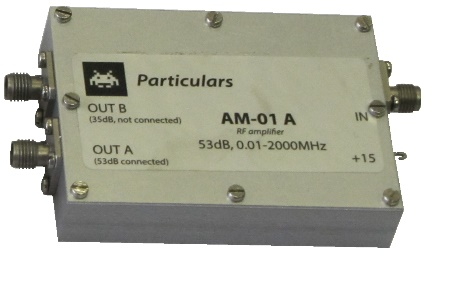 Particulars
OUT B
(35dB, not connected)
AM-01 A
RF amplifier
IN
OUT A
(53dB connected)
53dB, 0.01-2000MHz
+15